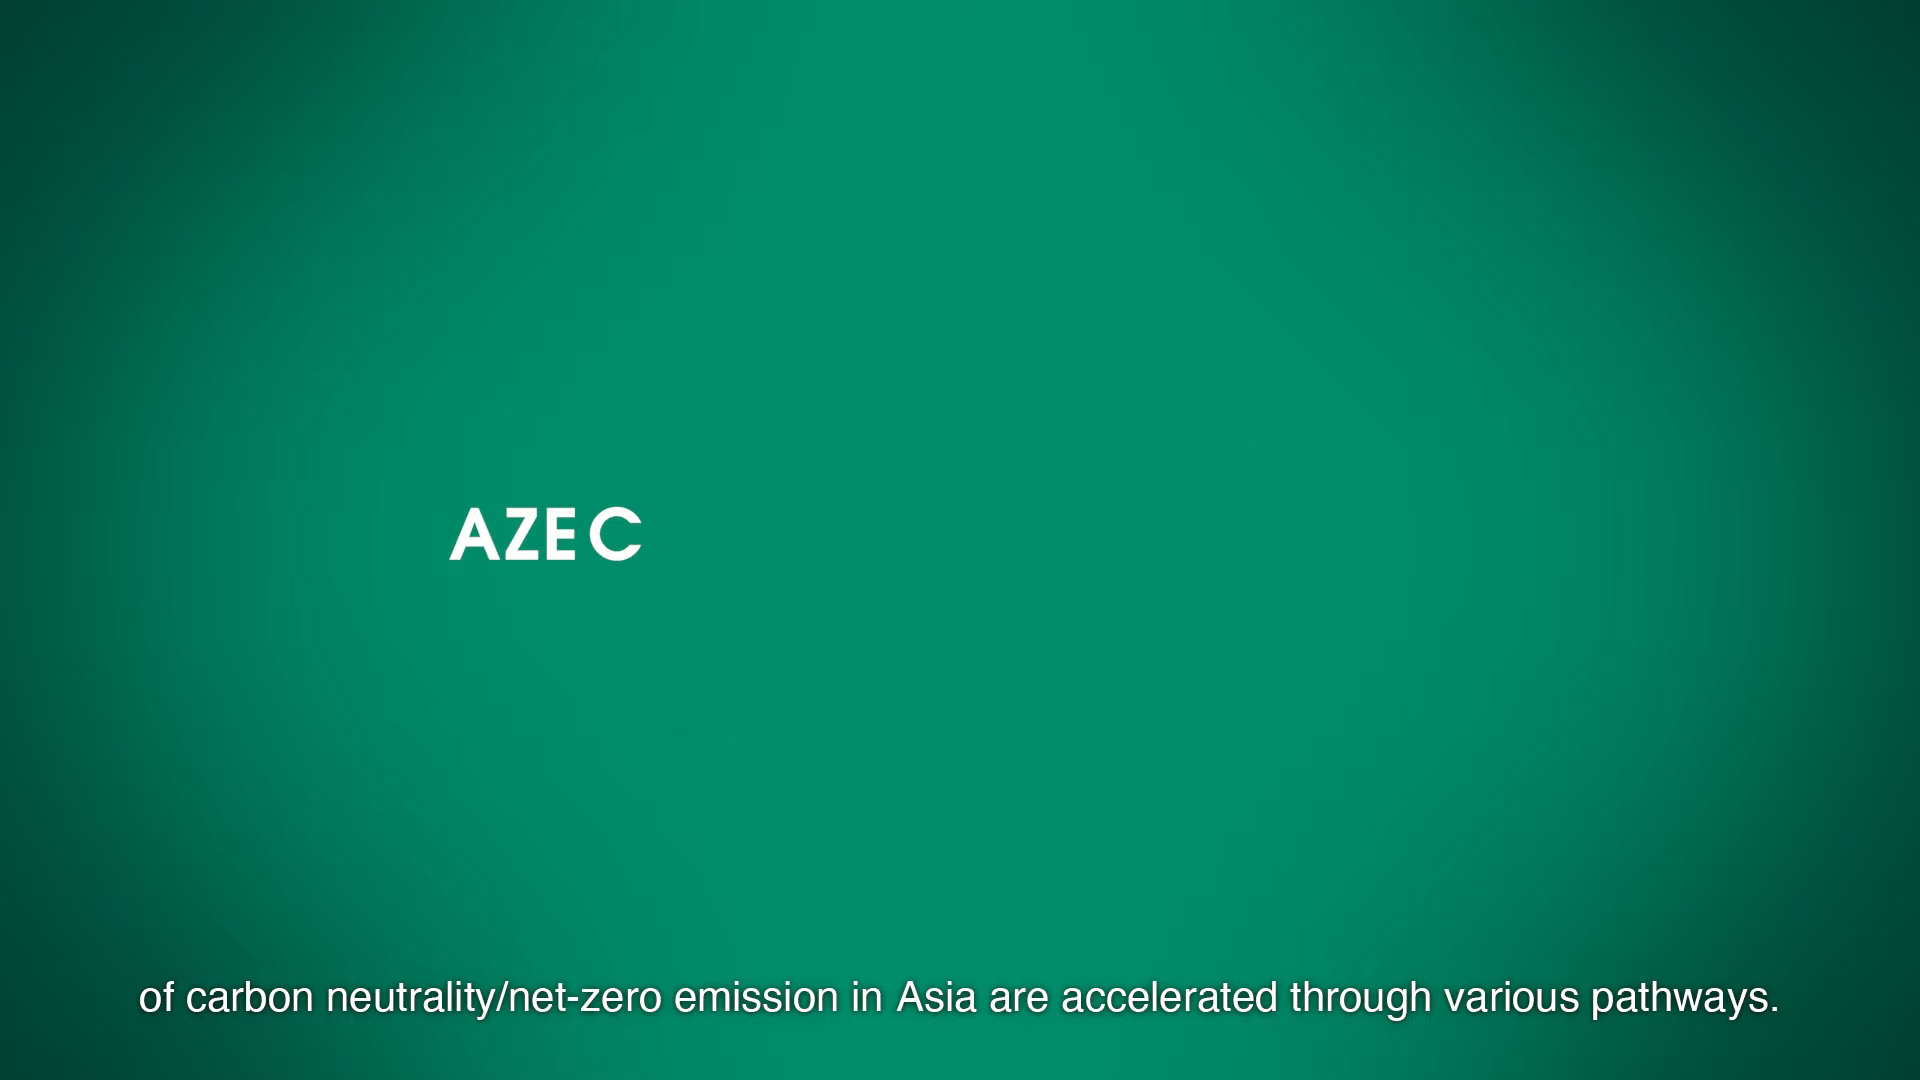 AZEC
of carbon neutrality/net-zero emission in Asia are accelerated through various pathways.